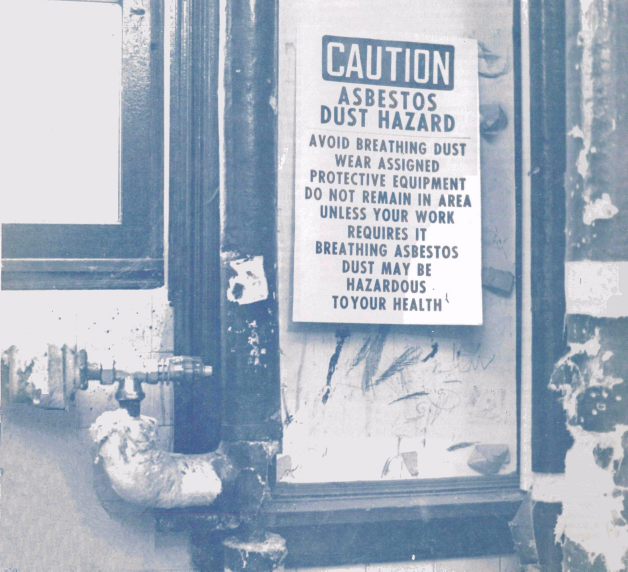 CAUTION
ASBESTOS
DUST HAZARD
AVOID BREATHING DUST
WEAR ASSIGNED
PROTECTIVE EQUIPMENT
DO NOT REMAIN IN AREA
UNLESS YOUR WORK
REQUIRES IT
BREATHING ASBESTOS
DUST MAY BE
HAZARDOUS
TOYOUR HEALTH